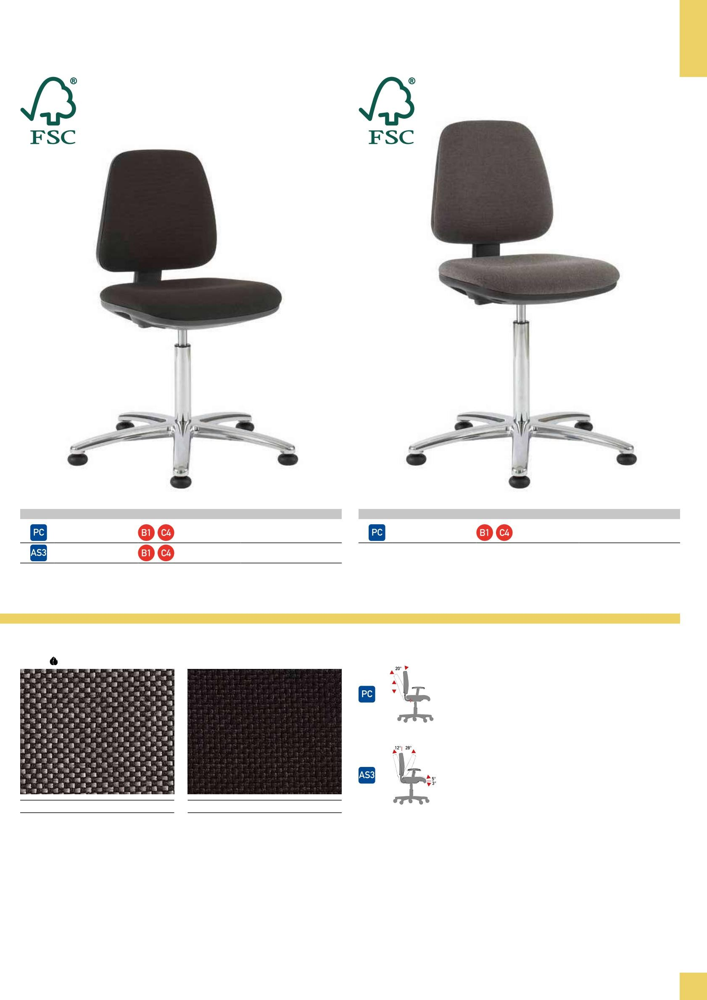 ®
FSC
®
FSC
PC B1 C4
AS3 B1 C4
PC B1 C4
20°
PC
12° 28°
AS3
5°
3°